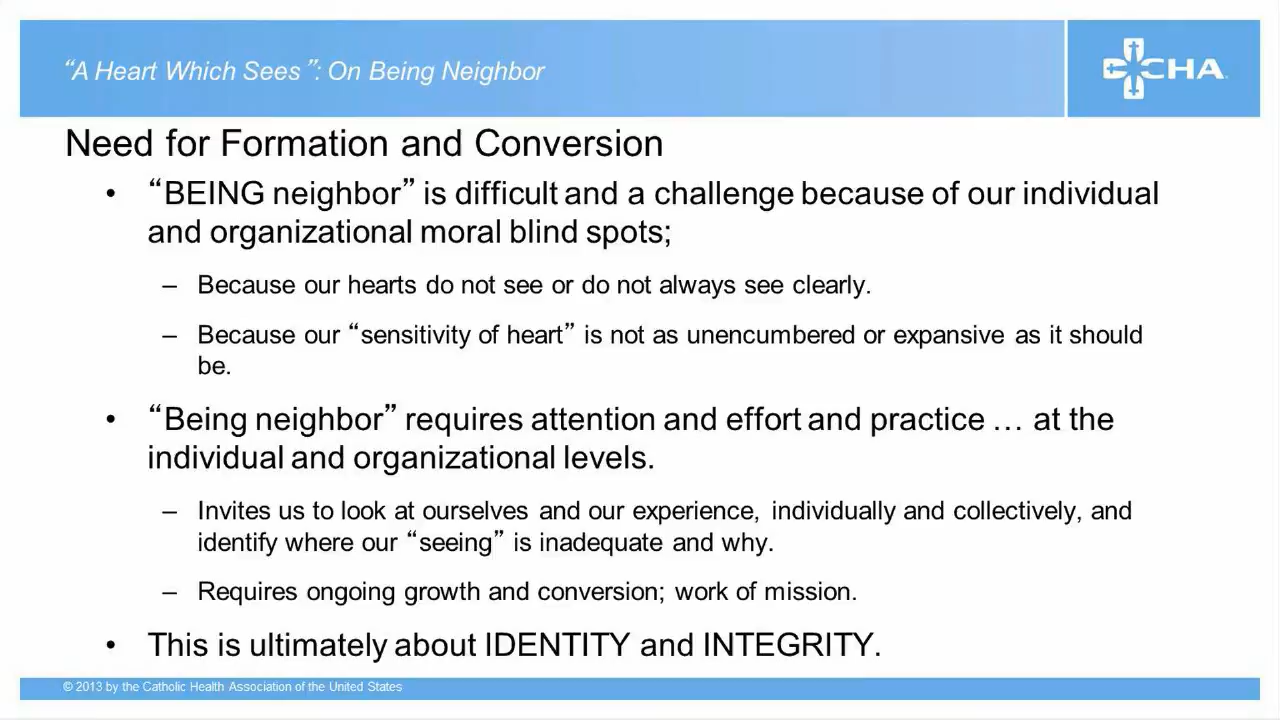 “A Heart Which Sees ”: On Being Neighbor
CHA
Need for Formation and Conversion
• “BEING neighbor” is difficult and a challenge because of our individual
and organizational moral blind spots;
– Because our hearts do not see or do not always see clearly.
– Because our “sensitivity of heart” is not as unencumbered or expansive as it should
be.
• “Being neighbor” requires attention and effort and practice … at the
individual and organizational levels.
– Invites us to look at ourselves and our experience, individually and collectively, and
identify where our “seeing” is inadequate and why.
– Requires ongoing growth and conversion; work of mission.
• This is ultimately about IDENTITY and INTEGRITY.
© 2013 by the Catholic Health Association of the United States